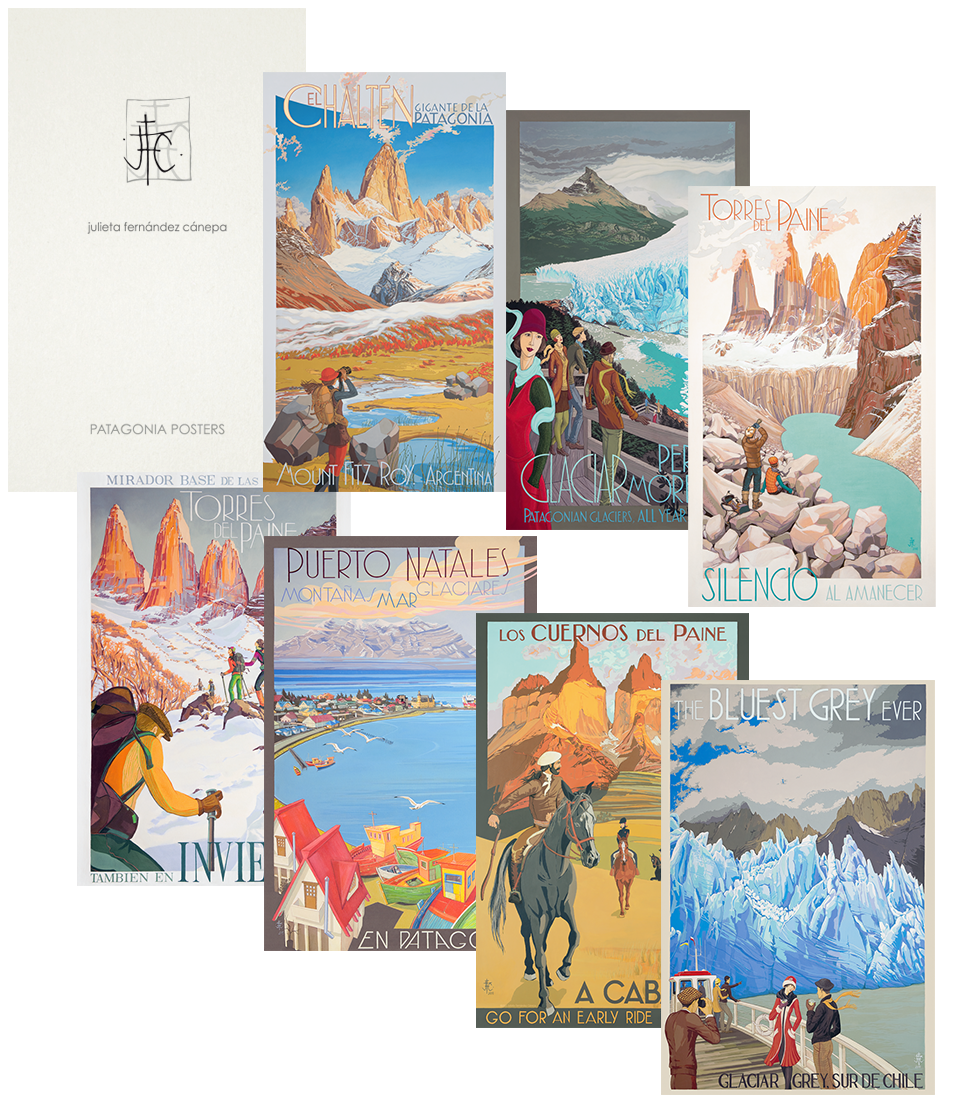 JFC
julieta fernández cánepa
PATAGONIA POSTERS
EL CHALTÉN
GIGANTE DE LA
PATAGONIA
MOUNT FITZ ROY ARGENTINA
GLACIAR PER
MORE
PATAGONIAN GLACIERS, ALL YEAR
TORRES
DEL PAINE
SILENCIO AL AMANECER
MIRADOR BASE DE LAS
TORRES
DEL PAINE
TAMBIEN EN INVIE
PUERTO NATALES
MONTAÑAS MAR GLACIARES
EN PATAGO
LOS CUERNOS DEL PAINE
A CAB
GO FOR AN EARLY RIDE
THE BLUEST GREY EVER
GLACIAR GREY, SUR DE CHILE